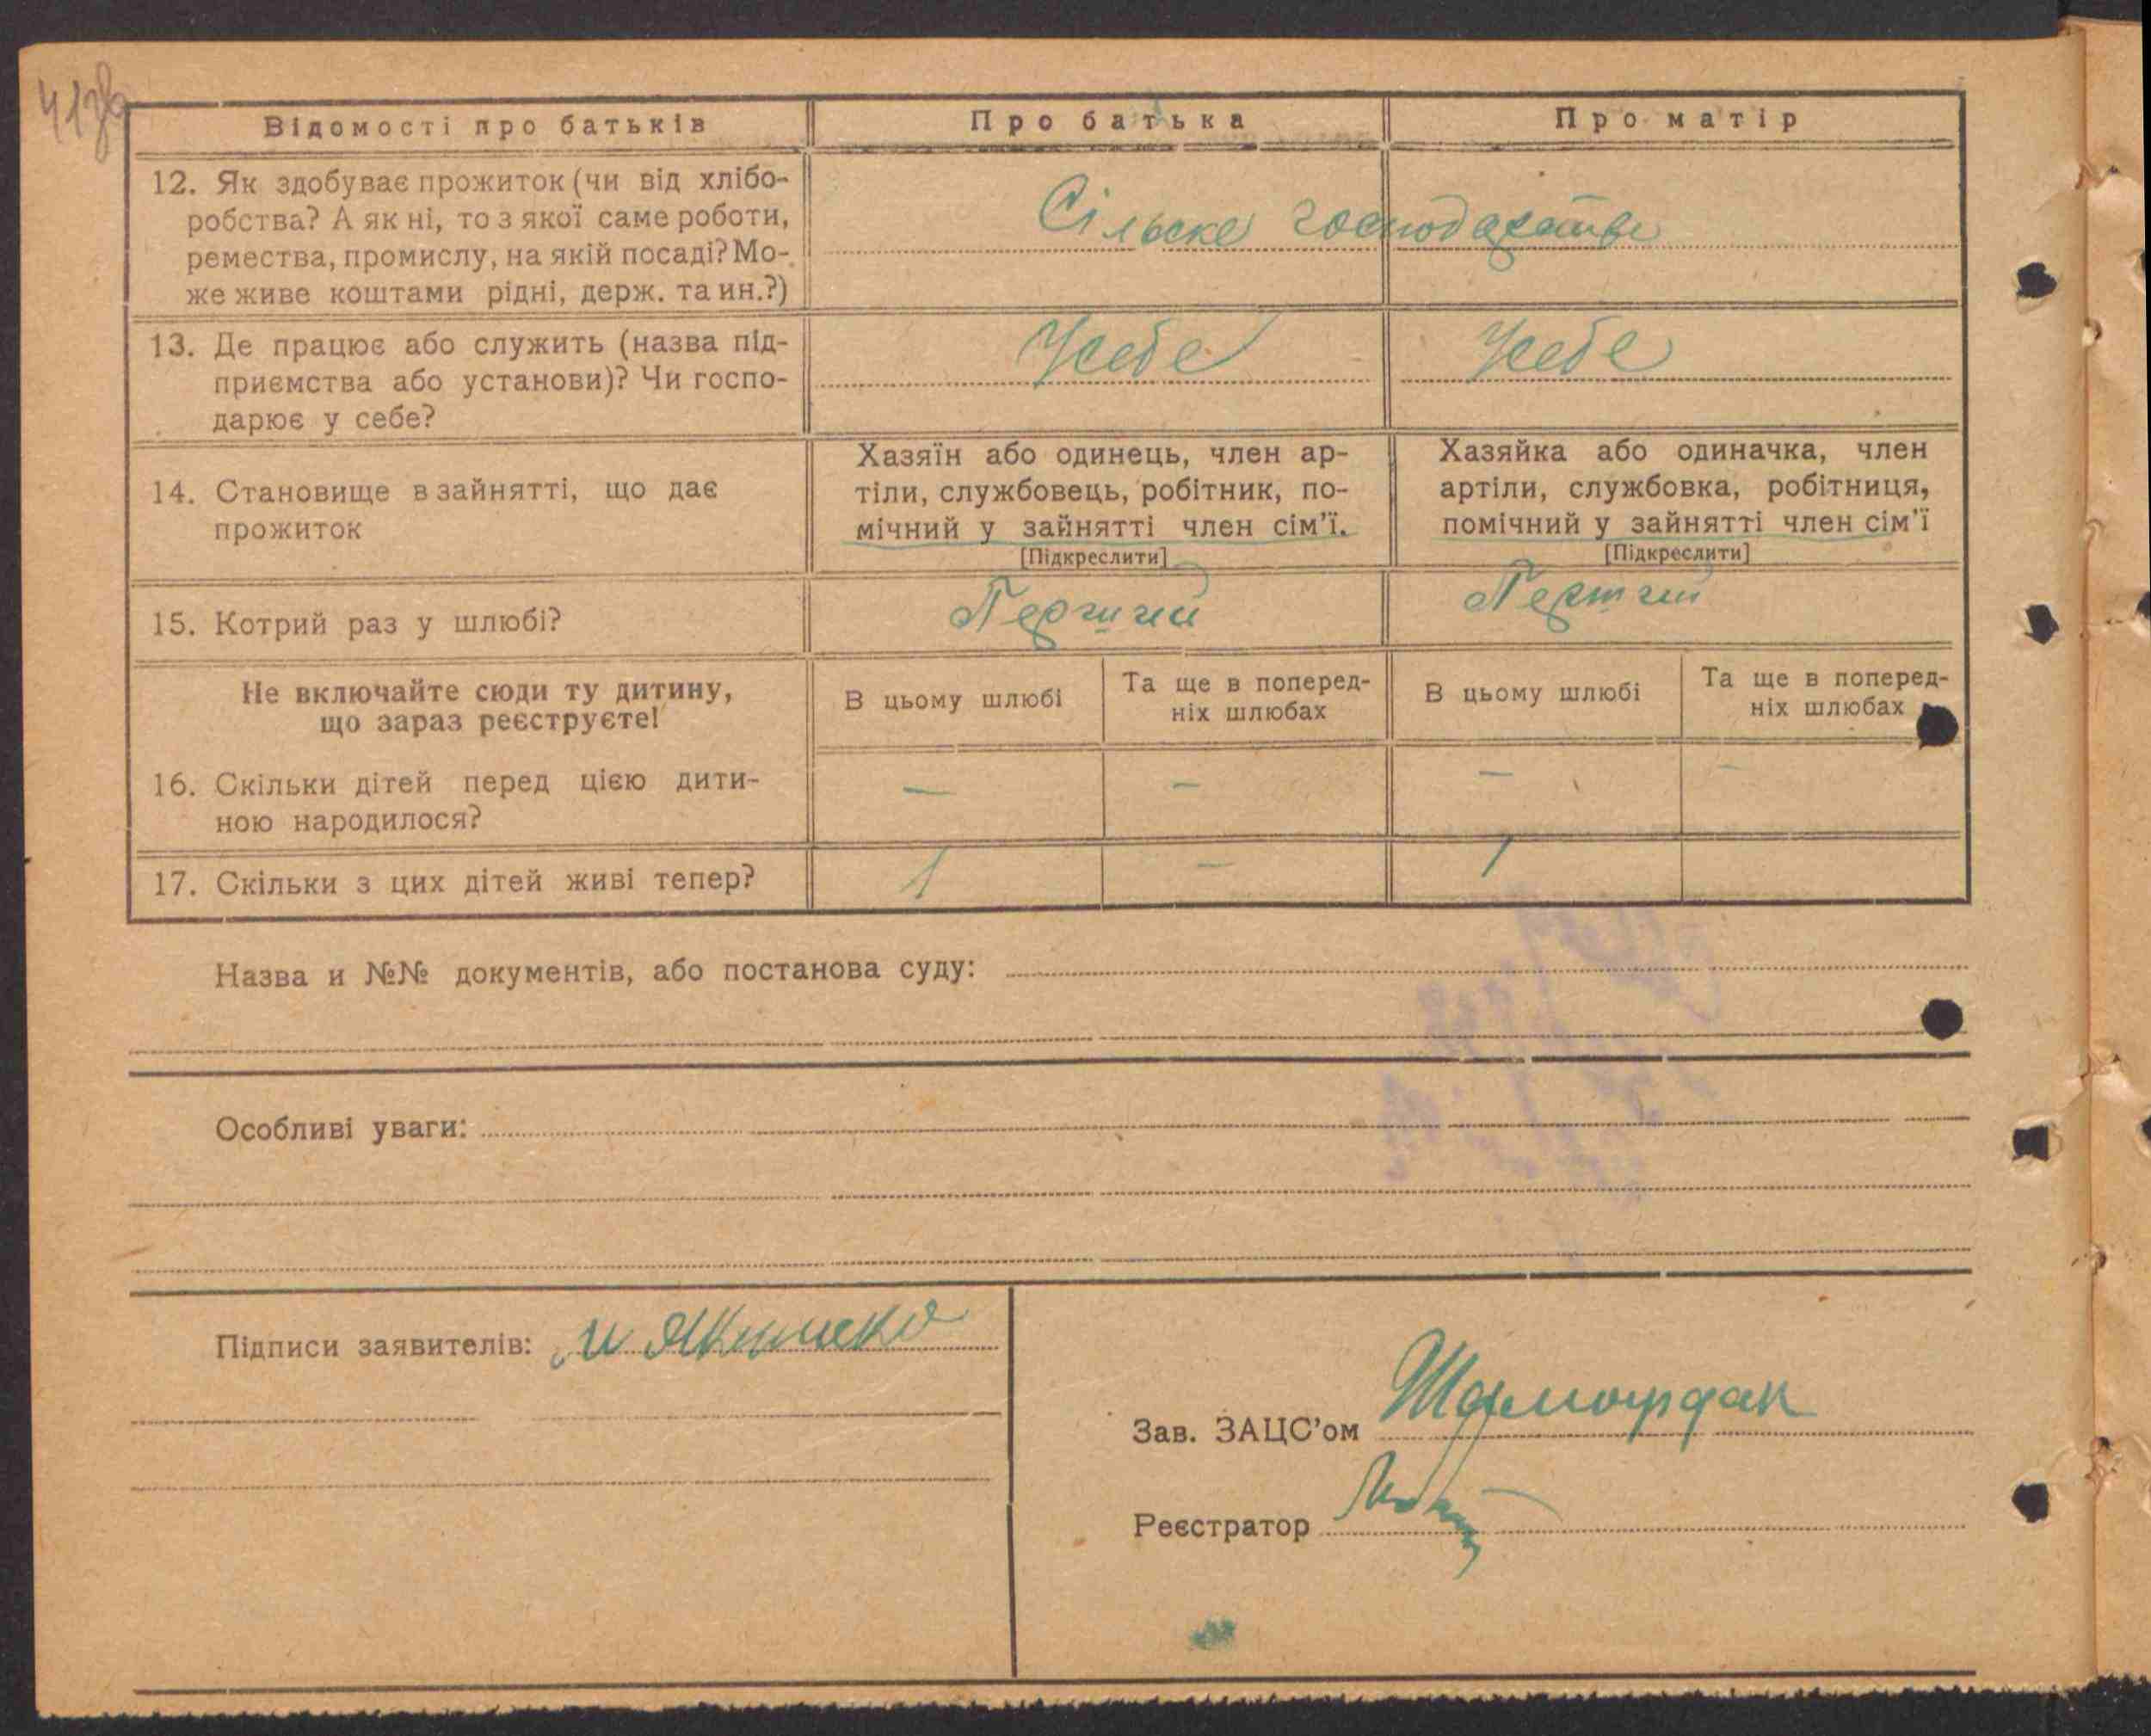 41зв
Відомості про батьків
Про батька
Про матір
12. Як здобуває прожиток (чи від хлібо-
робства? А як ні, то з якої саме роботи,
ремества, промислу, на якій посаді? Мо-
же живе коштами рідні, держ. та ин.?)
Сільске господарство
13. Де працює або служить (назва під-
приємства або установи)? Чи госпо-
дарює у себе?
Усебе
Усебе
14. Становище в зайнятті, що дає
прожиток
Хазяїн або одинець, член ар-
тіли, службовець, робітник, по-
мічний у зайнятті член сім'ї.
[Підкреслити]
Хазяйка або одиначка, член
артіли, службовка, робітниця,
помічний у зайнятті член сім'ї
[Підкреслити]
15. Котрий раз у шлюбі?
Не включайте сюди ту дитину,
що зараз реєструєте!
В цьому шлюбі
Та ще в поперед-
ніх шлюбах
В цьому шлюбі
Та ще в поперед-
ніх шлюбах
16. Скільки дітей перед цією дити-
ною народилося?
— — — —
17. Скільки з цих дітей живі тепер?
1 — 1
Назва и №№ документів, або постанова суду:
Особливі уваги:
Підписи заявителів:
Зав. ЗАЦС'ом
Реєстратор